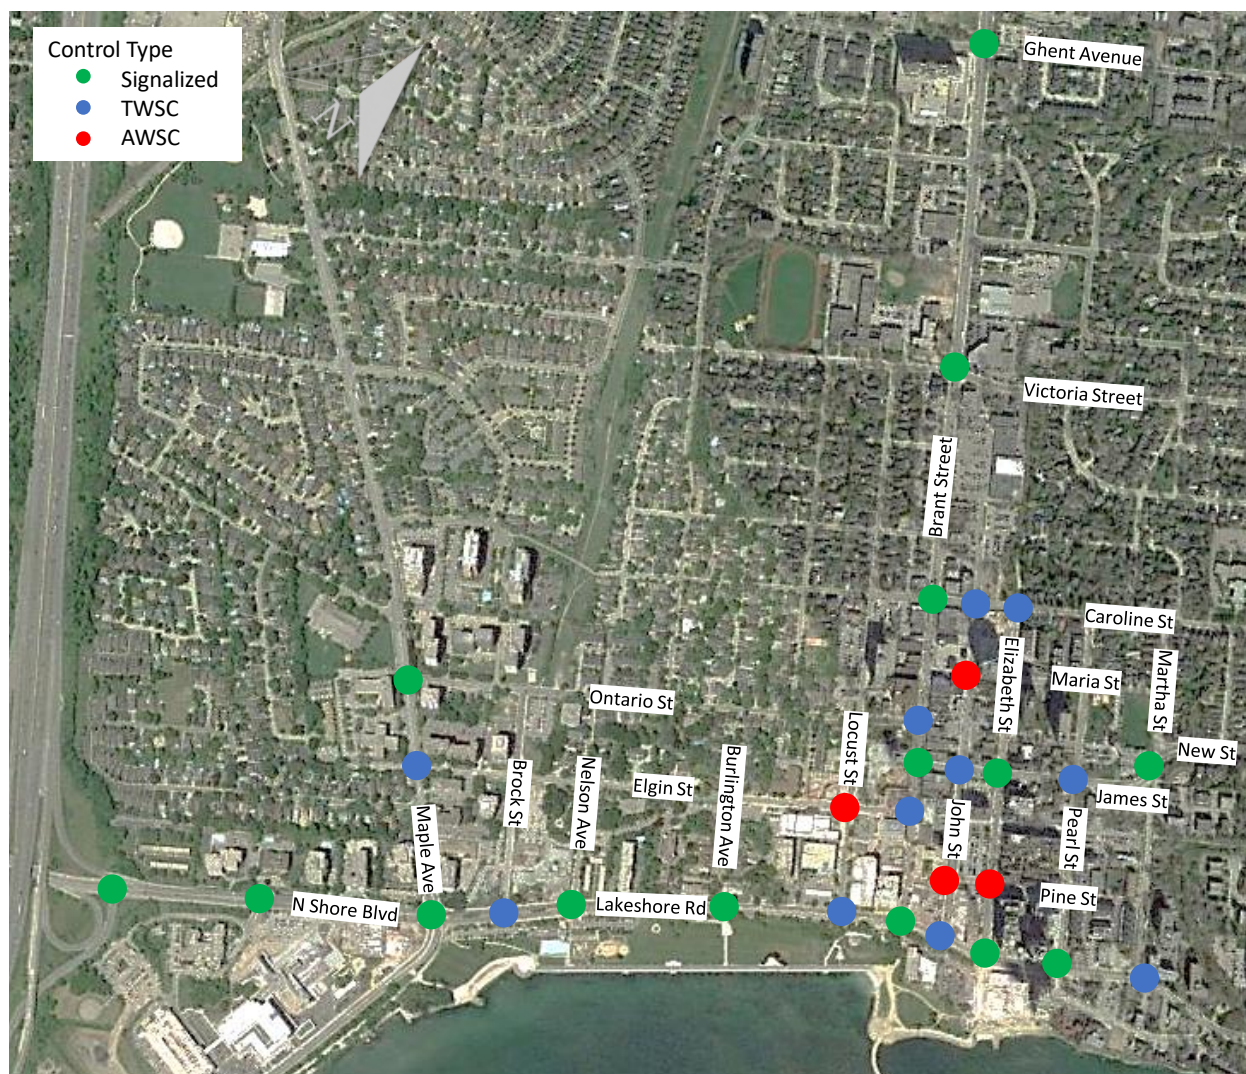 Control Type
Signalized
TWSC
AWSC
N
Ghent Avenue
Victoria Street
Brant Street
Caroline St
Elizabeth St
Maria St
Martha St
Ontario St
Locust St
New St
Brock St
Nelson Ave
Elgin St
Burlington Ave
James St
Maple Ave
John St
Pearl St
N Shore Blvd
Lakeshore Rd
Pine St